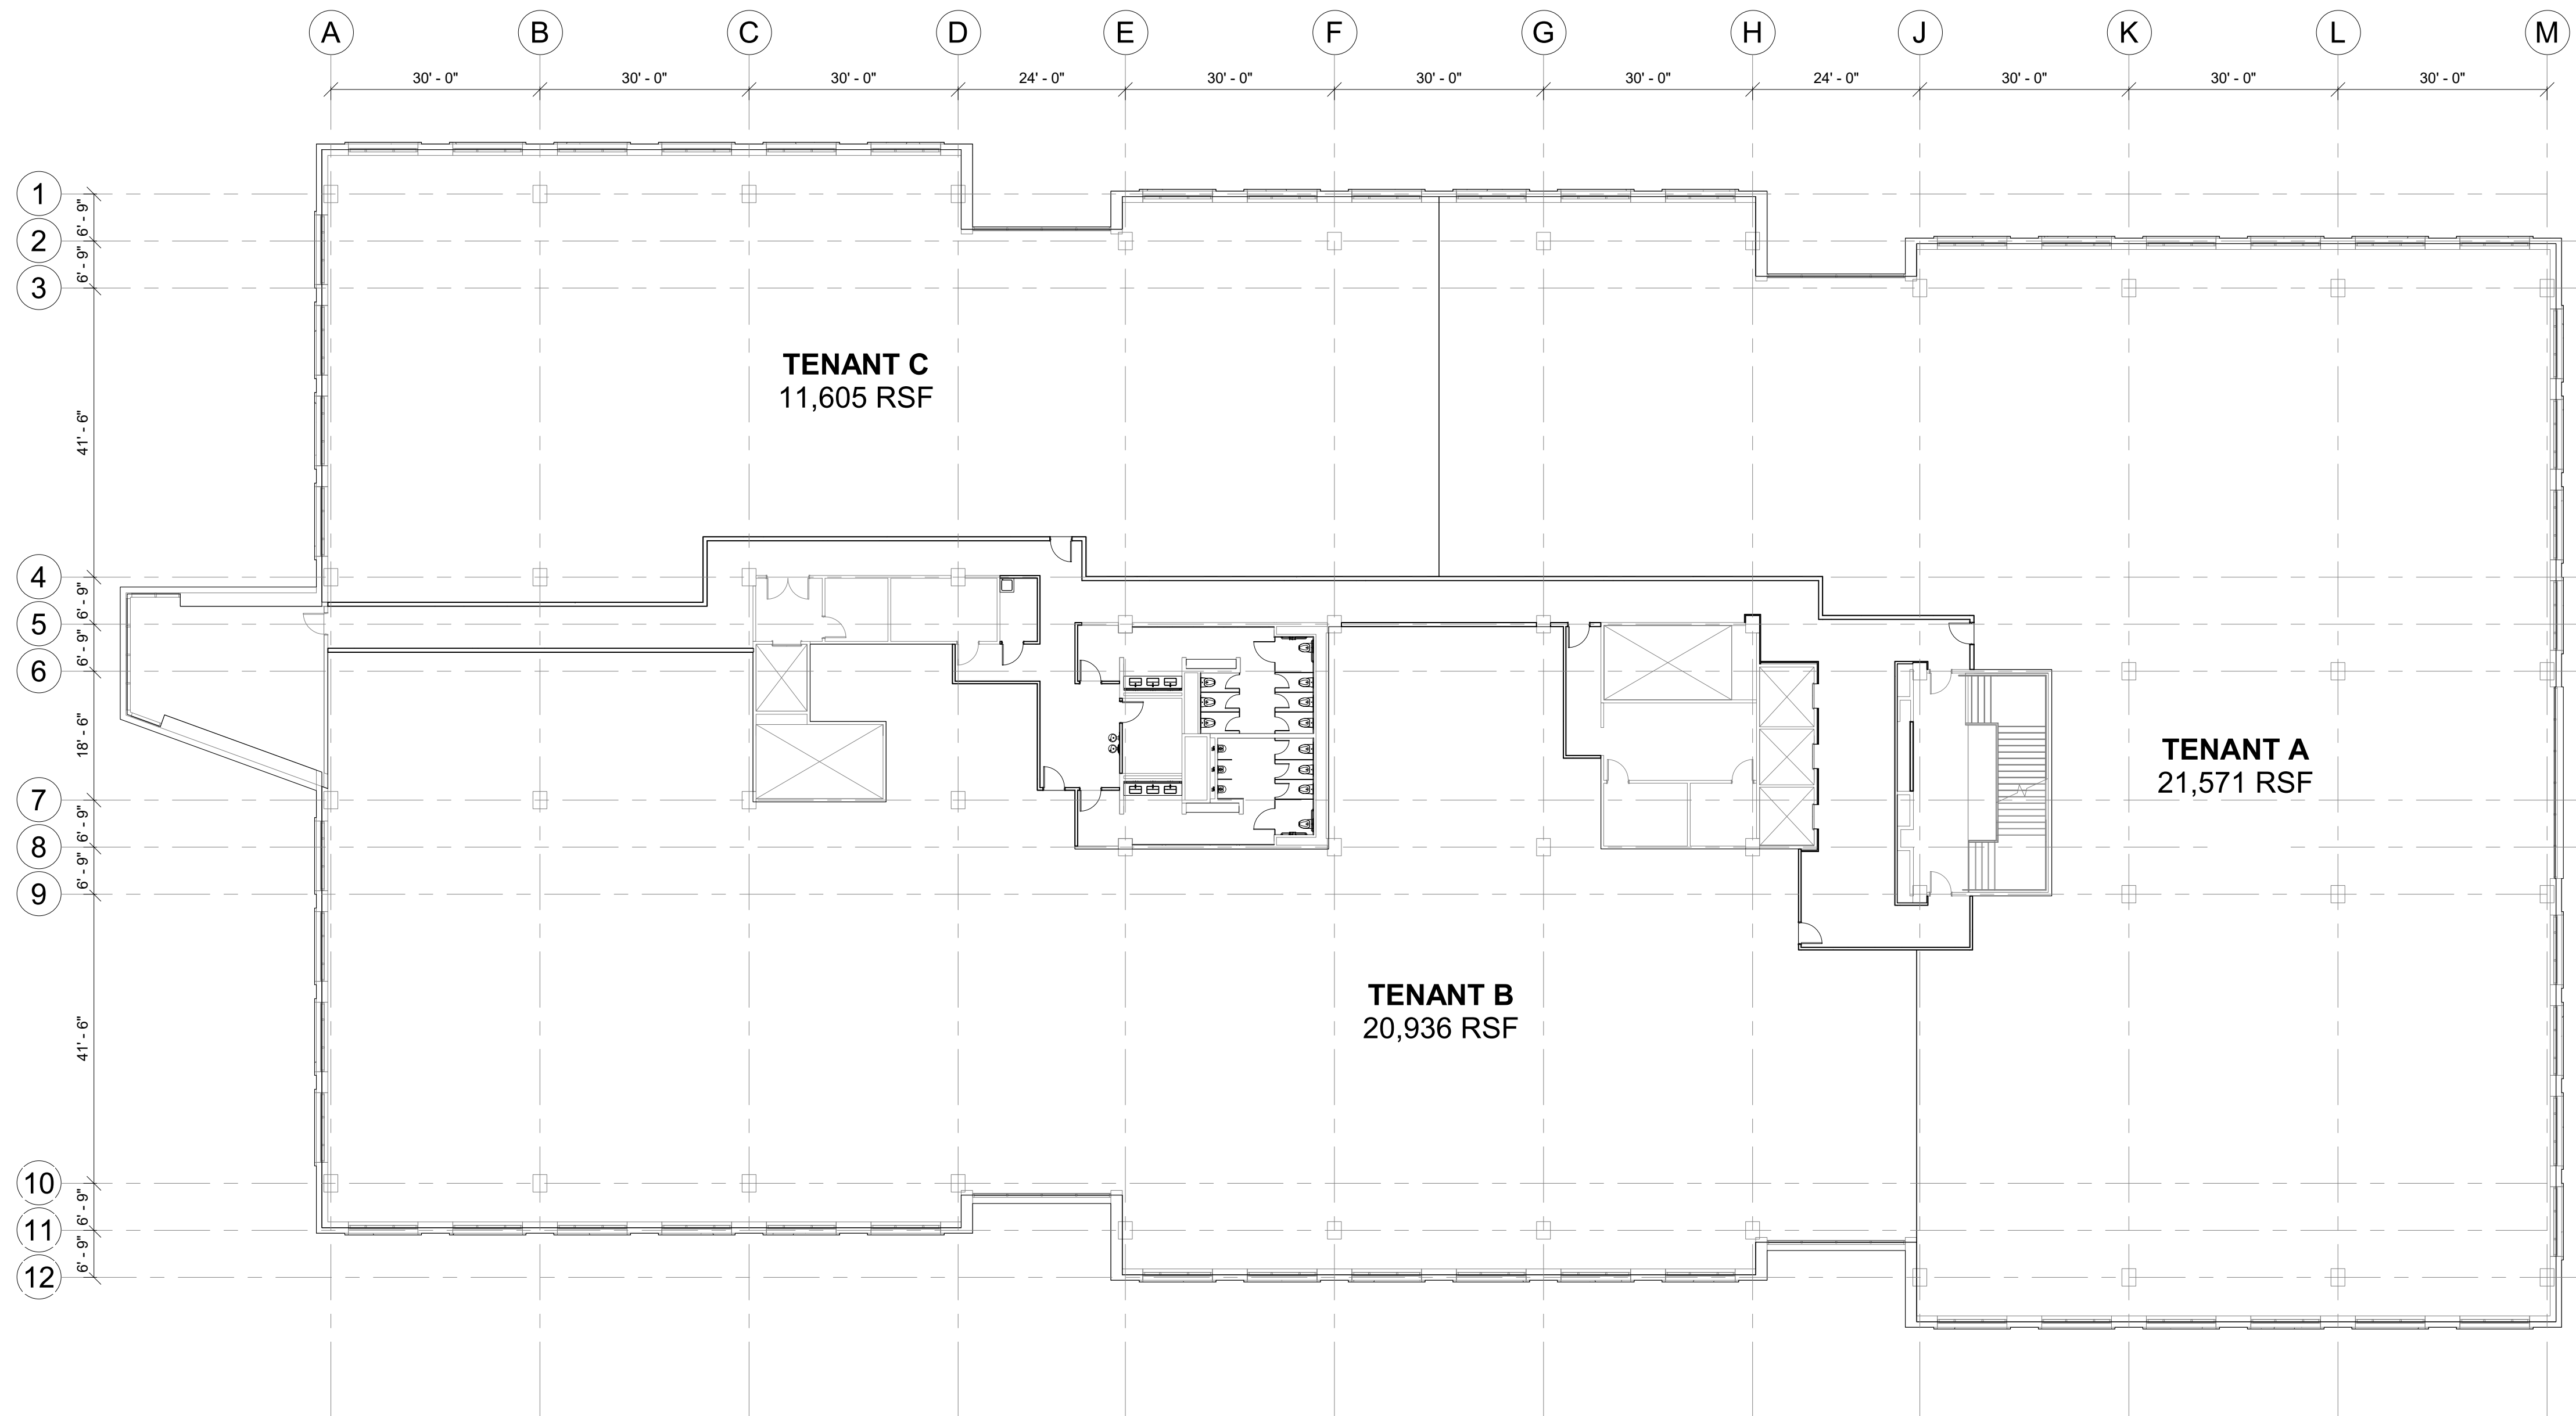 A B C D E F G H J K L M
30' - 0" 30' - 0" 30' - 0" 24' - 0" 30' - 0" 30' - 0" 30' - 0" 24' - 0" 30' - 0" 30' - 0" 30' - 0"
1
6' - 9"
2
6' - 9"
3
TENANT C
11,605 RSF
41' - 6"
4
6' - 9"
5
6' - 9"
6
18' - 6"
TENANT A
21,571 RSF
7
6' - 9"
8
6' - 9"
9
TENANT B
20,936 RSF
41' - 6"
10
6' - 9"
11
6' - 9"
12